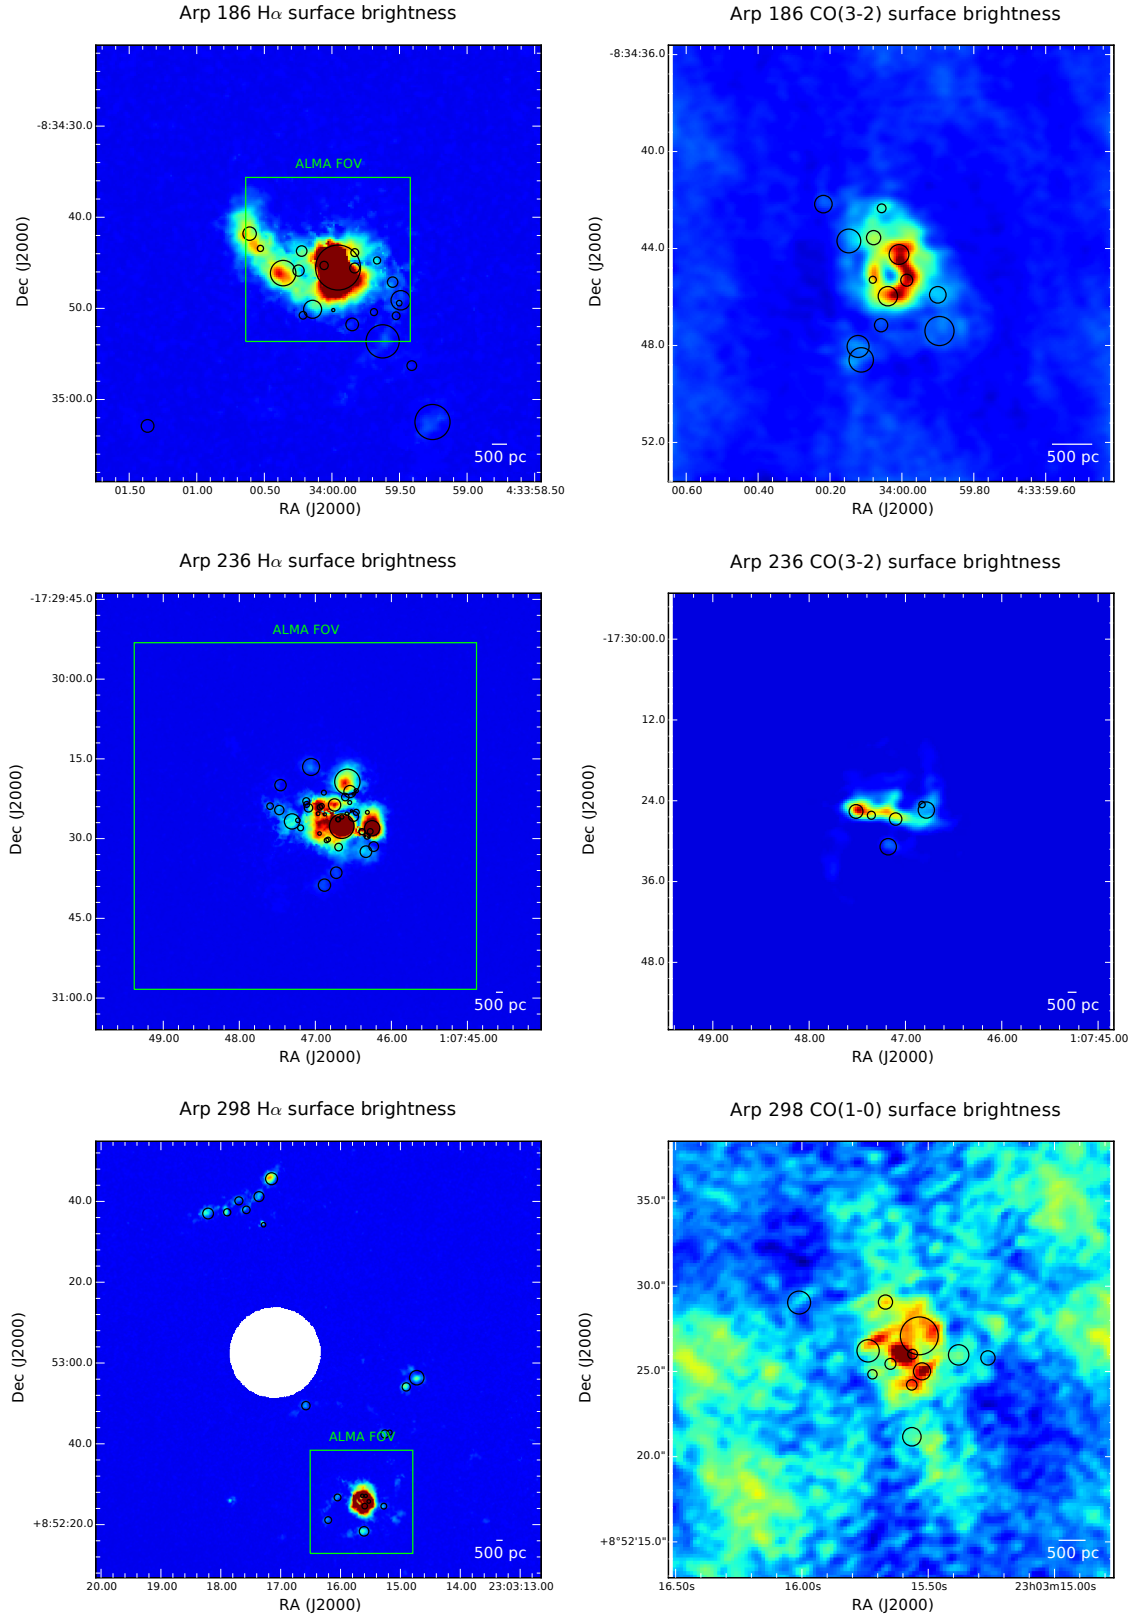 Arp 186 Hα surface brightness
Arp 186 CO(3-2) surface brightness
-8:34:30.0
40.0
50.0
35:00.0
Dec (J2000)
ALMA FOV
500 pc
01.50 01.00 00.50 34:00.00 59.50 59.00 4:33:58.50
RA (J2000)
-8:34:36.0
40.0
44.0
48.0
52.0
Dec (J2000)
500 pc
00.60 00.40 00.20 34:00.00 59.80 4:33:59.60
RA (J2000)
Arp 236 Hα surface brightness
Arp 236 CO(3-2) surface brightness
-17:29:45.0
30:00.0
15.0
30.0
45.0
31:00.0
Dec (J2000)
ALMA FOV
500 pc
49.00 48.00 47.00 46.00 1:07:45.00
RA (J2000)
-17:30:00.0
12.0
24.0
36.0
48.0
Dec (J2000)
500 pc
49.00 48.00 47.00 46.00 1:07:45.00
RA (J2000)
Arp 298 Hα surface brightness
Arp 298 CO(1-0) surface brightness
40.0
20.0
53:00.0
40.0
+8:52:20.0
Dec (J2000)
ALMA FOV
500 pc
20.00 19.00 18.00 17.00 16.00 15.00 14.00 23:03:13.00
RA (J2000)
35.0"
30.0"
25.0"
20.0"
+8°52'15.0"
Dec (J2000)
500 pc
16.50s 16.00s 15.50s 23h03m15.00s
RA (J2000)